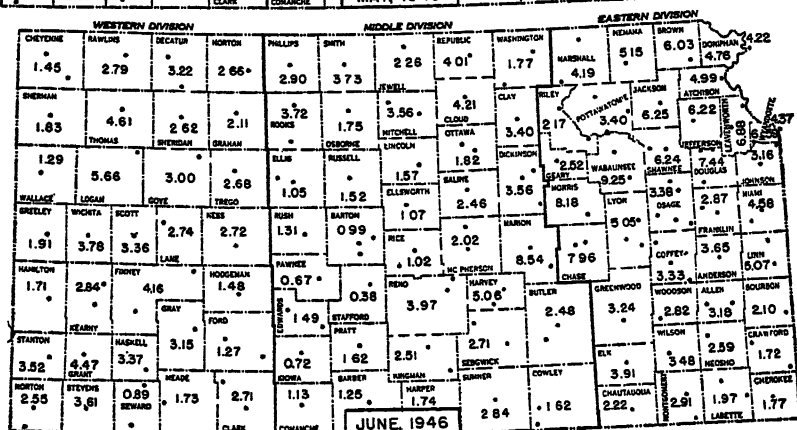 CLARK COMANCHE
WESTERN DIVISION MIDDLE DIVISION EASTERN DIVISION
CHEYENNE RAWLINS DECATUR NORTON PHILLIPS SMITH JEWELL REPUBLIC WASHINGTON MARSHALL NEMAHA BROWN DONIPHAN
1.45 2.79 3.22 2.66 2.90 3.73 2.26 4.01 1.77 4.19 5.15 6.03 4.76 4.22
SHERMAN THOMAS SHERIDAN GRAHAM ROOKS OSBORNE MITCHELL CLOUD CLAY RILEY POTTAWATOMIE JACKSON ATCHISON
1.83 4.61 2.62 2.11 3.72 1.75 3.56 4.21 3.40 2.17 3.40 6.25 4.99
OTTAWA JEFFERSON LEAVENWORTH WYANDOTTE
1.82 6.22 6.88 4.37
WALLACE LOGAN GOVE TREGO ELLIS RUSSELL LINCOLN DICKINSON GEARY WABAUNSEE SHAWNEE DOUGLAS JOHNSON
1.29 5.66 3.00 2.68 1.05 1.52 1.57 3.56 2.52 9.25 6.24 7.44 3.16
ELLSWORTH SALINE MORRIS LYON OSAGE FRANKLIN MIAMI
1.07 2.46 8.18 5.05 3.38 2.87 4.58
GREELEY WICHITA SCOTT LANE NESS RUSH BARTON RICE MC PHERSON MARION CHASE COFFEY ANDERSON LINN
1.91 3.78 3.36 2.74 2.72 1.31 0.99 1.02 2.02 8.54 7.96 3.33 3.65 5.07
HAMILTON KEARNY FINNEY HODGEMAN PAWNEE STAFFORD RENO HARVEY BUTLER GREENWOOD WOODSON ALLEN BOURBON
1.71 2.84 4.16 1.48 0.67 0.38 3.97 5.06 2.48 3.24 2.82 3.18 2.10
GRAY FORD EDWARDS PRATT SEDGWICK ELK WILSON NEOSHO CRAWFORD
3.15 1.27 1.49 1.62 2.71 3.91 3.48 2.59 1.72
STANTON GRANT HASKELL KIOWA KINGMAN
3.52 4.47 3.37 0.72 2.51
MORTON STEVENS SEWARD MEADE CLARK COMANCHE BARBER HARPER SUMNER COWLEY CHAUTAUQUA MONTGOMERY LABETTE CHEROKEE
2.55 3.61 0.89 1.73 2.71 1.13 1.25 1.74 2.84 1.62 2.22 2.91 1.97 1.77
JUNE, 1946